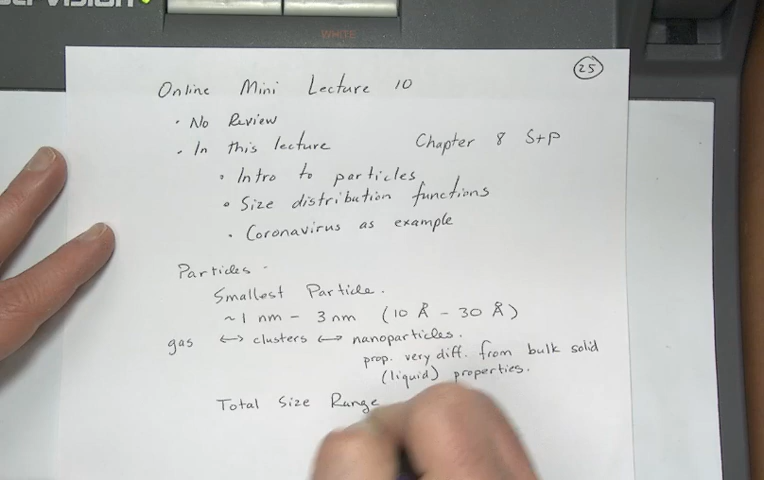 WHITE
25
Online Mini Lecture 10
· No Review
· In this lecture Chapter 8 S+P
· Intro to particles
· Size distribution functions
· Coronavirus as example
Particles -
Smallest Particle.
~1 nm - 3 nm (10 Å - 30 Å)
gas ↔ clusters ↔ nanoparticles.
prop. very diff. from bulk solid
(liquid) properties.
Total Size Range